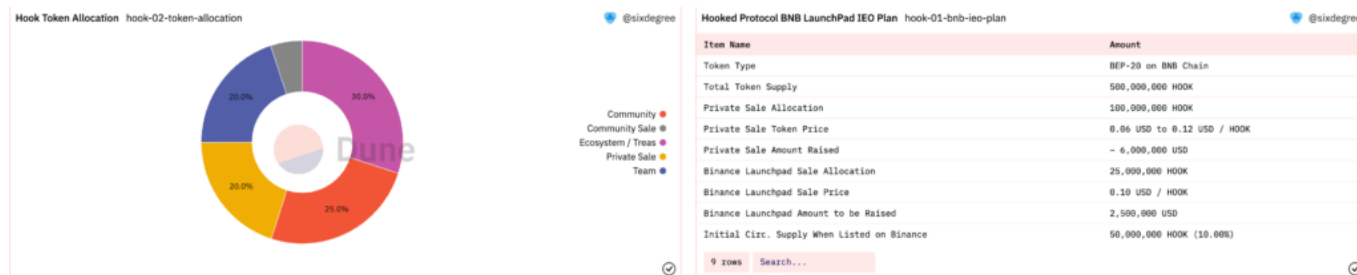 Hook Token Allocation hook-02-token-allocation
@sixdegree
20.0%
30.0%
20.0%
25.0%
Dune
Community
Community Sale
Ecosystem / Treas
Private Sale
Team
Hooked Protocol BNB LaunchPad IEO Plan hook-01-bnb-ieo-plan
@sixdegree
Item Name Amount
Token Type BEP-20 on BNB Chain
Total Token Supply 500,000,000 HOOK
Private Sale Allocation 100,000,000 HOOK
Private Sale Token Price 0.06 USD to 0.12 USD / HOOK
Private Sale Amount Raised ~ 6,000,000 USD
Binance Launchpad Sale Allocation 25,000,000 HOOK
Binance Launchpad Sale Price 0.10 USD / HOOK
Binance Launchpad Amount to be Raised 2,500,000 USD
Initial Circ. Supply When Listed on Binance 50,000,000 HOOK (10.00%)
9 rows Search...